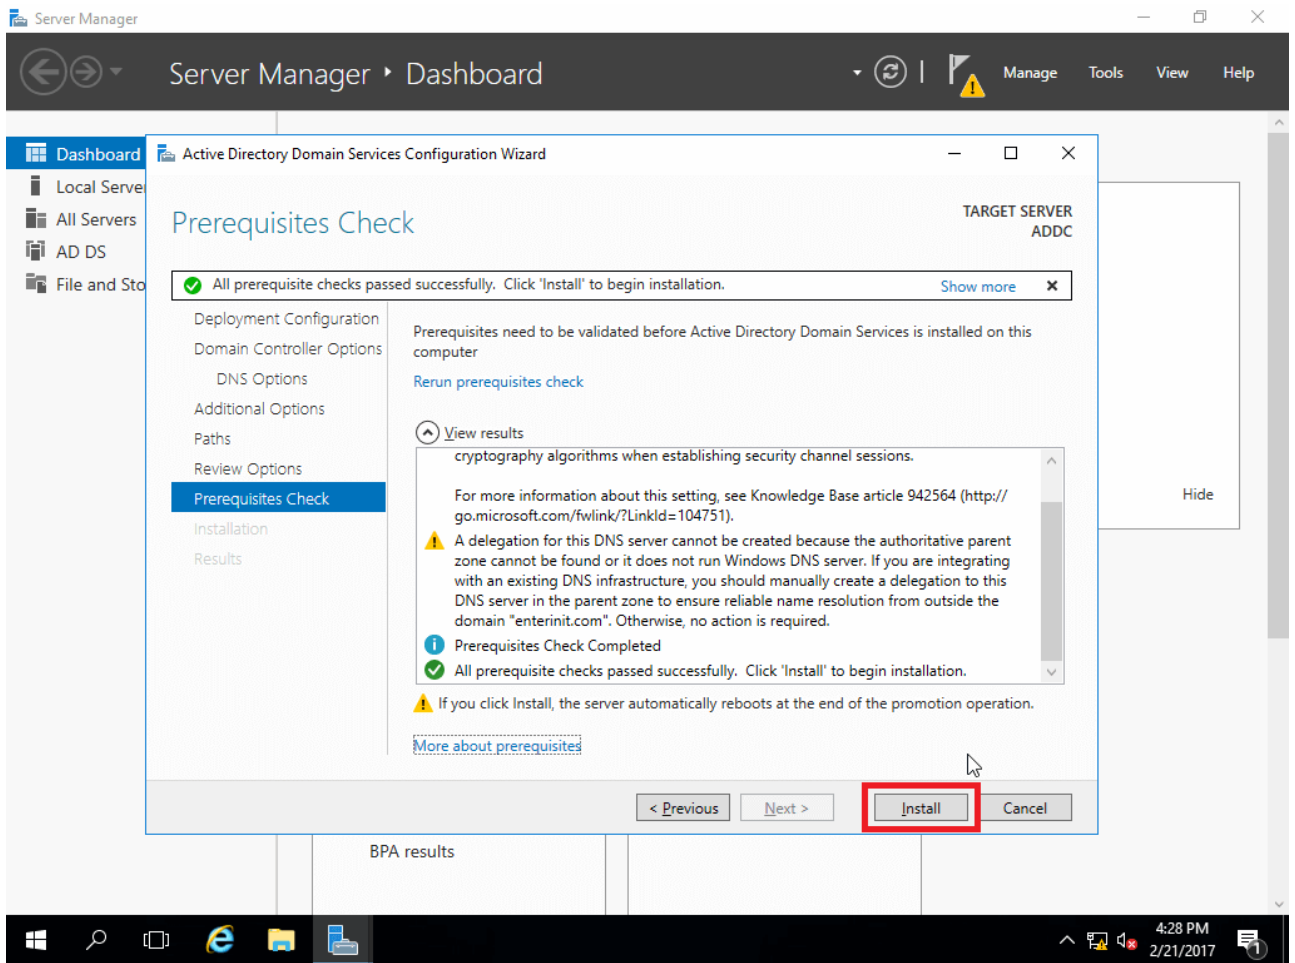 Server Manager
Server Manager ‣ Dashboard
Manage Tools View Help
Dashboard
Local Serve
All Servers
AD DS
File and Sto
Active Directory Domain Services Configuration Wizard
Prerequisites Check
TARGET SERVER
ADDC
All prerequisite checks passed successfully. Click 'Install' to begin installation.
Show more
Deployment Configuration
Domain Controller Options
DNS Options
Additional Options
Paths
Review Options
Prerequisites Check
Installation
Results
Prerequisites need to be validated before Active Directory Domain Services is installed on this
computer
Rerun prerequisites check
View results
cryptography algorithms when establishing security channel sessions.
For more information about this setting, see Knowledge Base article 942564 (http://
go.microsoft.com/fwlink/?LinkId=104751).
A delegation for this DNS server cannot be created because the authoritative parent
zone cannot be found or it does not run Windows DNS server. If you are integrating
with an existing DNS infrastructure, you should manually create a delegation to this
DNS server in the parent zone to ensure reliable name resolution from outside the
domain "enterinit.com". Otherwise, no action is required.
Prerequisites Check Completed
All prerequisite checks passed successfully. Click 'Install' to begin installation.
If you click Install, the server automatically reboots at the end of the promotion operation.
More about prerequisites
< Previous
Next >
Install
Cancel
Hide
BPA results
4:28 PM
2/21/2017
1